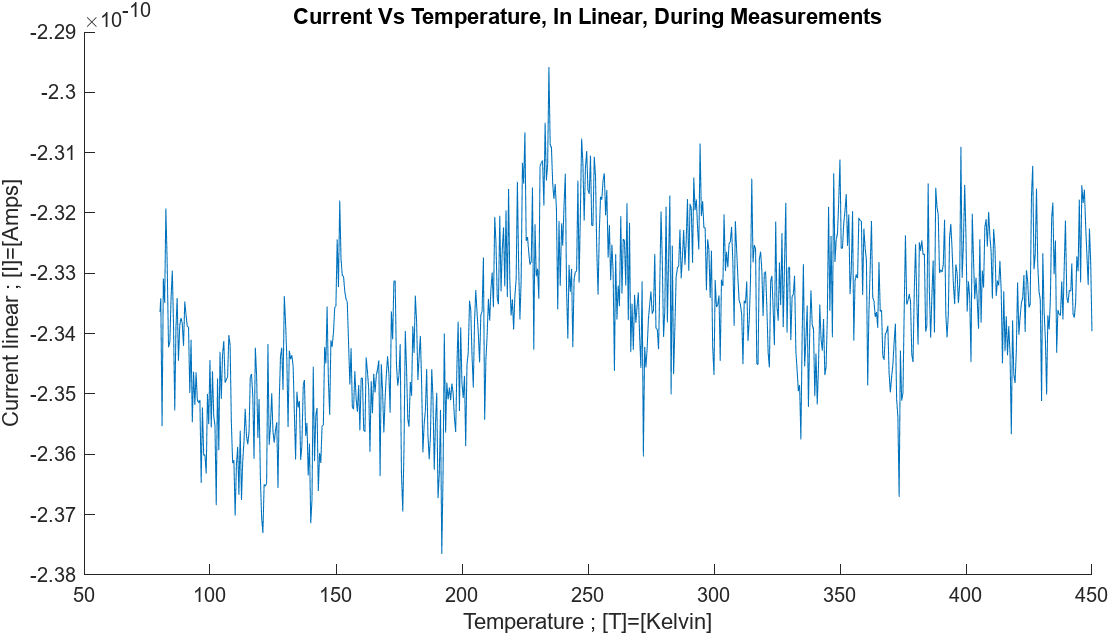 ×10-10
Current Vs Temperature, In Linear, During Measurements
-2.29
-2.3
-2.31
-2.32
-2.33
-2.34
-2.35
-2.36
-2.37
-2.38
Current linear ; [I]=[Amps]
50 100 150 200 250 300 350 400 450
Temperature ; [T]=[Kelvin]